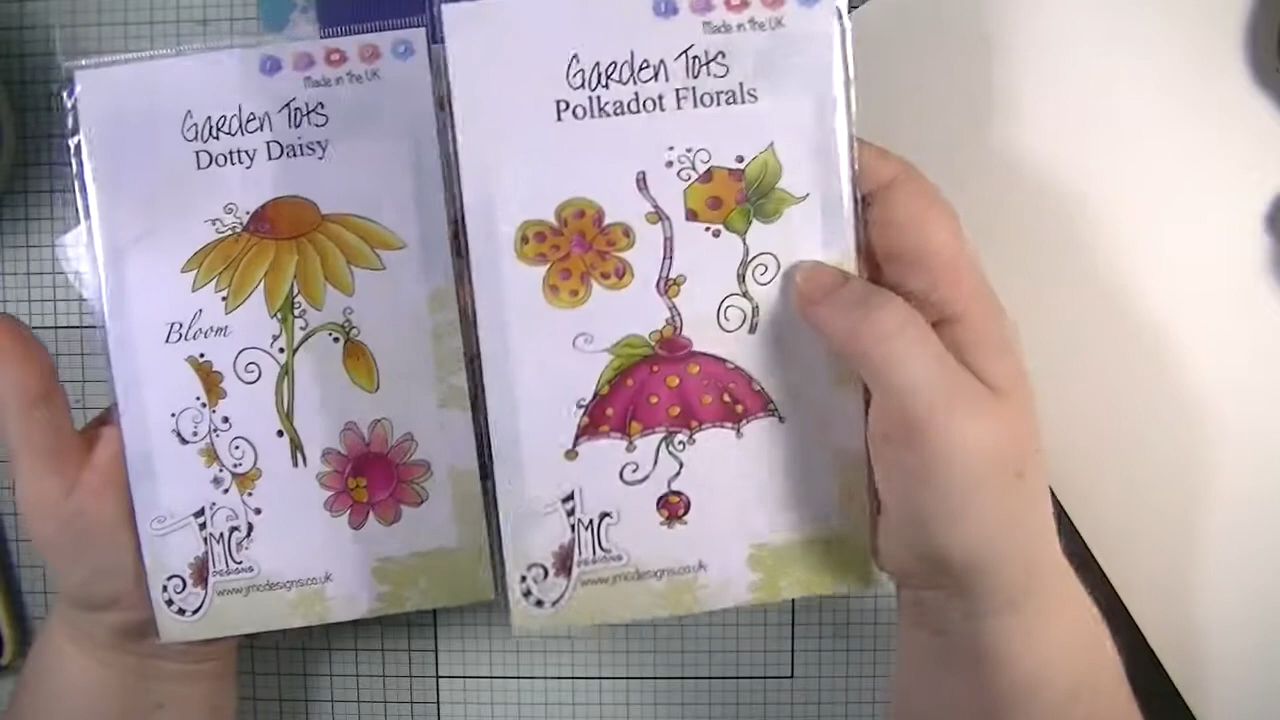 Made in the UK
Garden Tots
Dotty Daisy
Bloom
JMC
DESIGNS
www.jmcdesigns.co.uk
Made in the UK
Garden Tots
Polkadot Florals
JMC
DESIGNS
www.jmcdesigns.co.uk